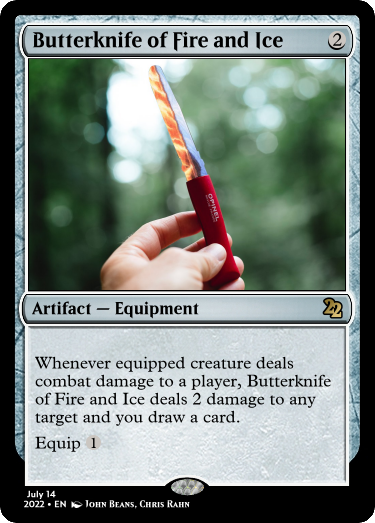 Butterknife of Fire and Ice 2
OPINEL
Artifact — Equipment
22
Whenever equipped creature deals
combat damage to a player, Butterknife
of Fire and Ice deals 2 damage to any
target and you draw a card.
Equip 1
July 14
2022 • EN John Beans, Chris Rahn